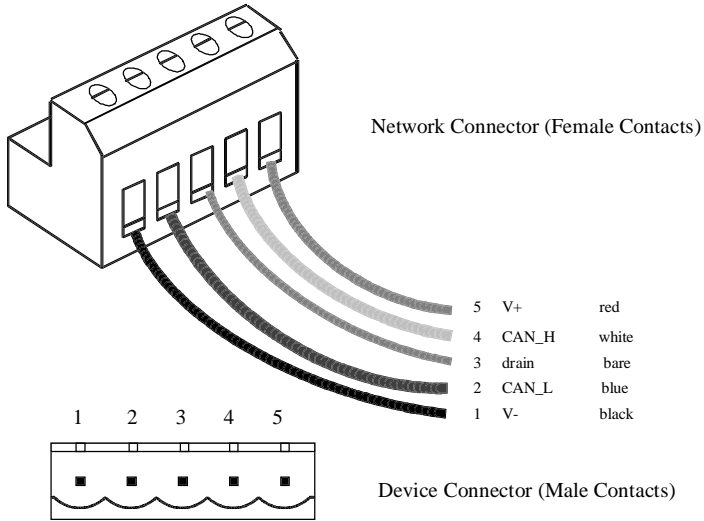 Network Connector (Female Contacts)
5 V+ red
4 CAN_H white
3 drain bare
2 CAN_L blue
1 V- black
1 2 3 4 5
Device Connector (Male Contacts)